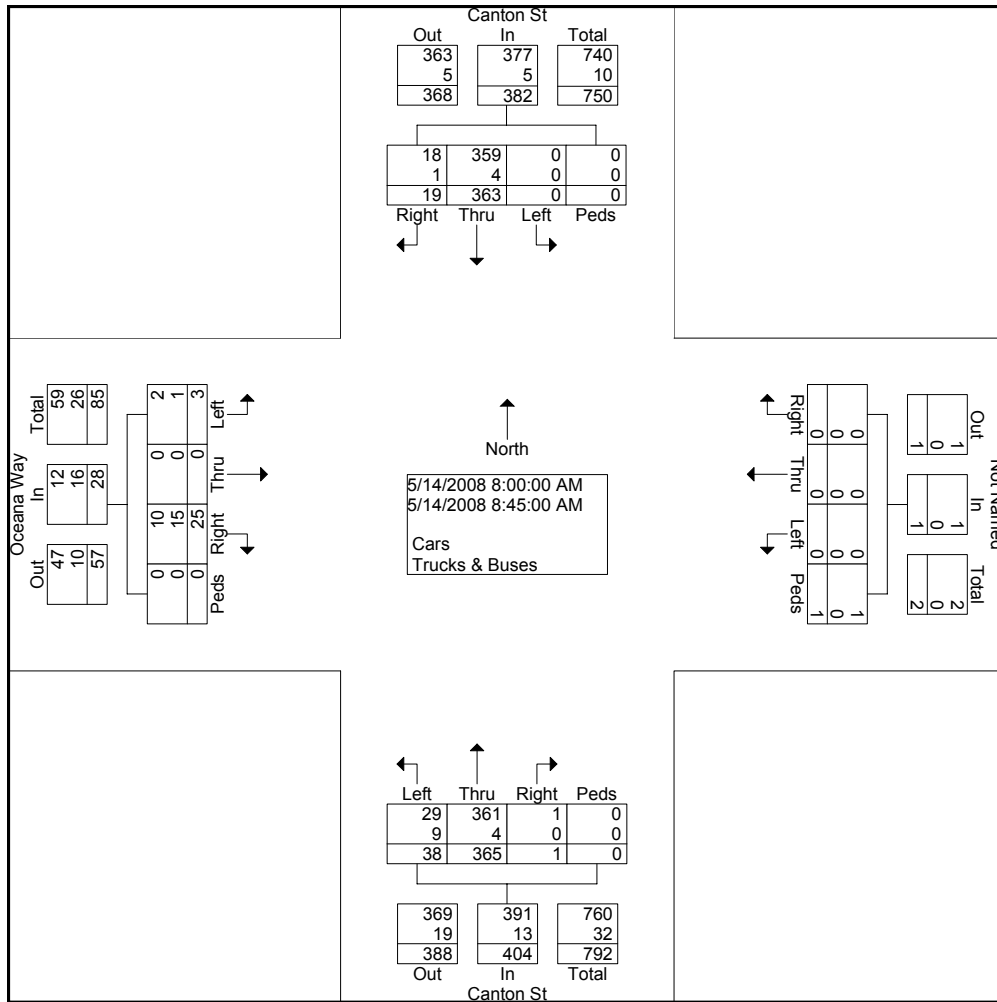 Canton St
Out In Total
363 377 740
5 5 10
368 382 750
18 359 0 0
1 4 0 0
19 363 0 0
Right Thru Left Peds
Oceana Way
Total In Out
59 12 47
26 16 10
85 28 57
2 0 10 0
1 0 15 0
3 0 25 0
Left Thru Right Peds
North
5/14/2008 8:00:00 AM
5/14/2008 8:45:00 AM
Cars
Trucks & Buses
Right Thru Left Peds
0 0 0 1
0 0 0 0
0 0 0 1
Out In Total
1 1 2
0 0 0
1 1 2
Not Named
Left Thru Right Peds
29 361 1 0
9 4 0 0
38 365 1 0
369 391 760
19 13 32
388 404 792
Out In Total
Canton St